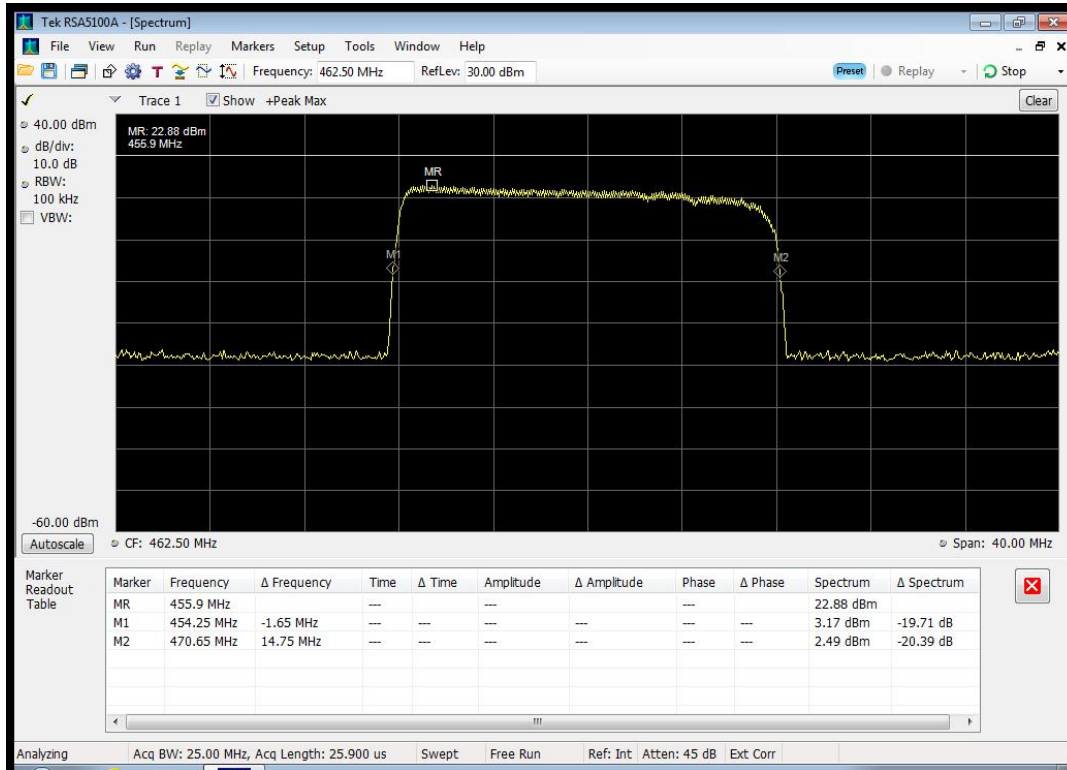 Tek RSA5100A - [Spectrum]
File View Run Replay Markers Setup Tools Window Help
T Frequency: 462.50 MHz RefLev: 30.00 dBm Preset Replay Stop
Trace 1 Show +Peak Max Clear
40.00 dBm
dB/div:
10.0 dB
RBW:
100 kHz
VBW:
MR: 22.88 dBm
455.9 MHz
MR
M1
M2
-60.00 dBm
Autoscale CF: 462.50 MHz Span: 40.00 MHz
Marker Readout Table
Marker Frequency Δ Frequency Time Δ Time Amplitude Δ Amplitude Phase Δ Phase Spectrum Δ Spectrum
MR 455.9 MHz --- --- --- 22.88 dBm
M1 454.25 MHz -1.65 MHz --- --- --- --- --- --- 3.17 dBm -19.71 dB
M2 470.65 MHz 14.75 MHz --- --- --- --- --- --- 2.49 dBm -20.39 dB
Analyzing Acq BW: 25.00 MHz, Acq Length: 25.900 us Swept Free Run Ref: Int Atten: 45 dB Ext Corr